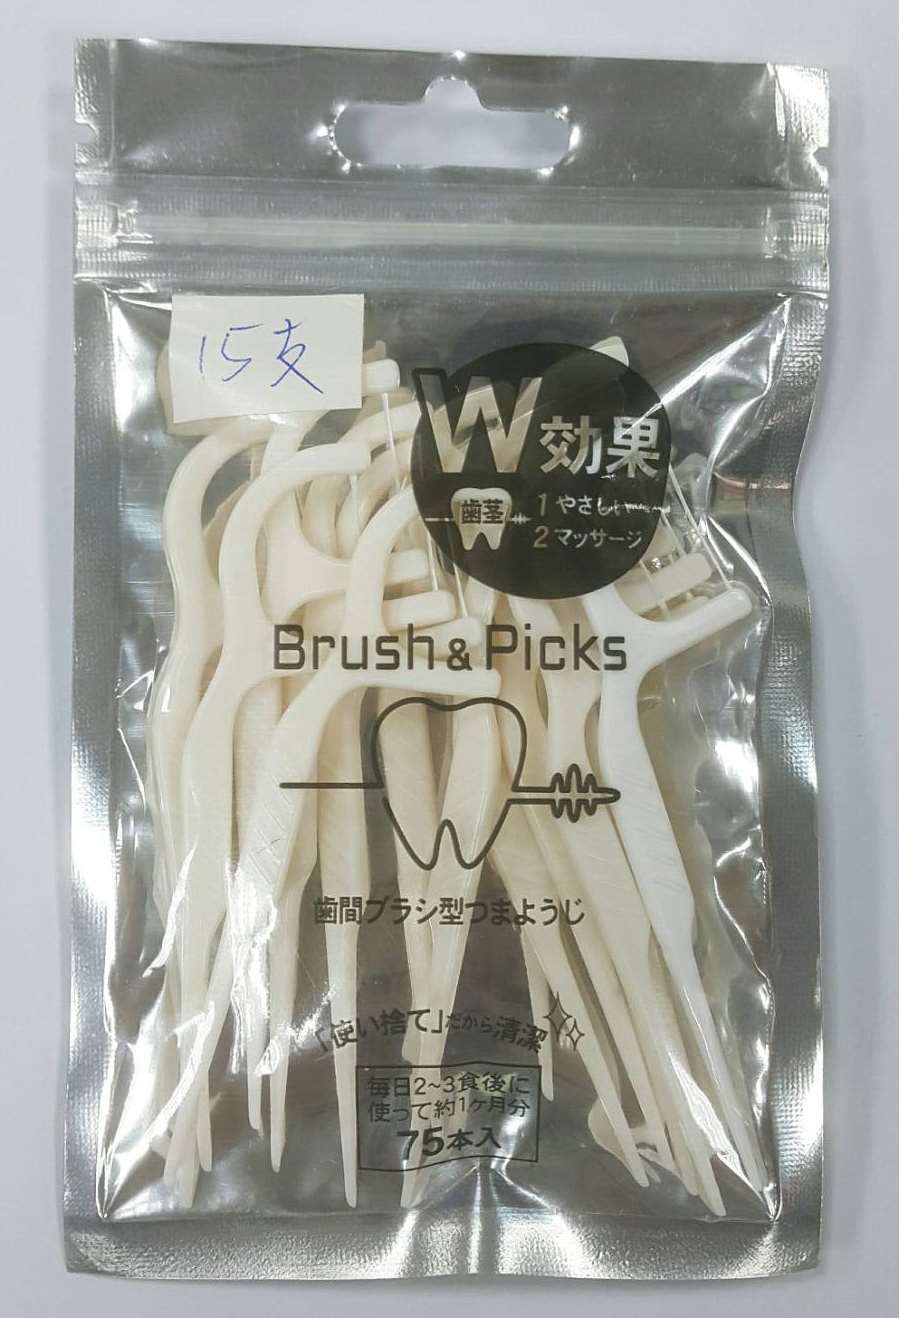 15支
W 効果
歯茎
1 やさしい
2 マッサージ
Brush & Picks
歯間ブラシ型つまようじ
「使い捨て」だから清潔
毎日2~3食後に
使って約1ヶ月分
75本入